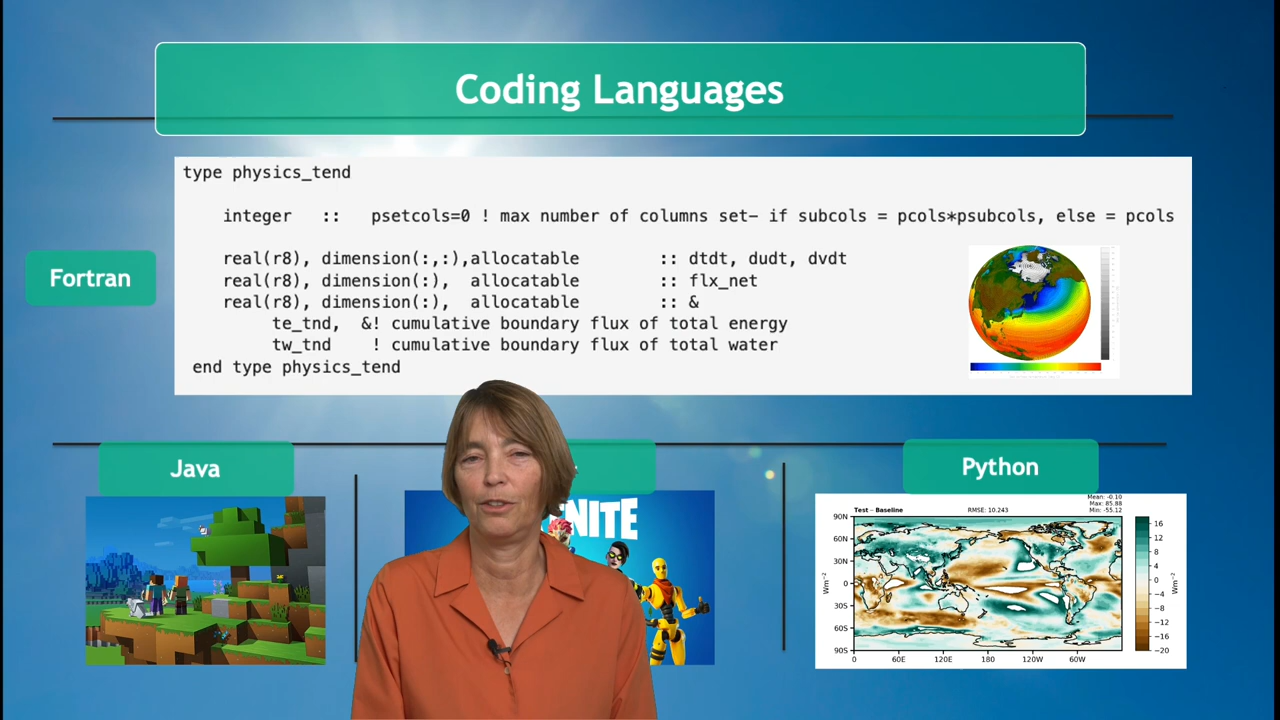 Coding Languages
type physics_tend
integer :: psetcols=0 ! max number of columns set- if subcols = pcols*psubcols, else = pcols
real(r8), dimension(:,:),allocatable :: dtdt, dudt, dvdt
real(r8), dimension(:), allocatable :: flx_net
real(r8), dimension(:), allocatable :: &
te_tnd, &! cumulative boundary flux of total energy
tw_tnd ! cumulative boundary flux of total water
end type physics_tend
Fortran
Java
Python
NITE
Mean: -0.10
Max: 85.88
Min: -55.12
Test - Baseline RMSE: 10.243
90N
60N
30N
0
30S
60S
90S
Wm⁻²
0 60E 120E 180 120W 60W
16
12
8
4
0
−4
−8
−12
−16
−20
Wm⁻²